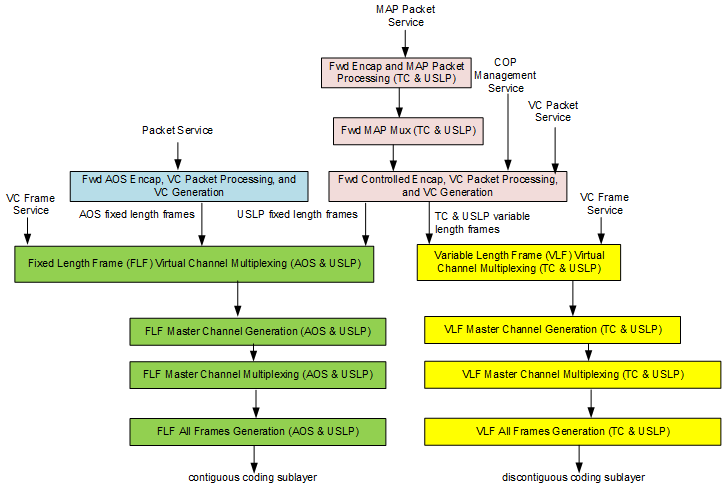 MAP Packet
Service
Fwd Encap and MAP Packet
Processing (TC & USLP)
COP
Management
Service
VC Packet
Service
Fwd MAP Mux (TC & USLP)
Packet Service
Fwd AOS Encap, VC Packet Processing, and
VC Generation
Fwd Controlled Encap, VC Packet Processing,
and VC Generation
VC Frame
Service
AOS fixed length frames
USLP fixed length frames
TC & USLP variable
length frames
VC Frame
Service
Fixed Length Frame (FLF) Virtual Channel Multiplexing (AOS & USLP)
Variable Length Frame (VLF) Virtual
Channel Multiplexing (TC & USLP)
FLF Master Channel Generation (AOS & USLP)
VLF Master Channel Generation (TC & USLP)
FLF Master Channel Multiplexing (AOS & USLP)
VLF Master Channel Multiplexing (TC & USLP)
FLF All Frames Generation (AOS & USLP)
VLF All Frames Generation (TC & USLP)
contiguous coding sublayer
discontiguous coding sublayer